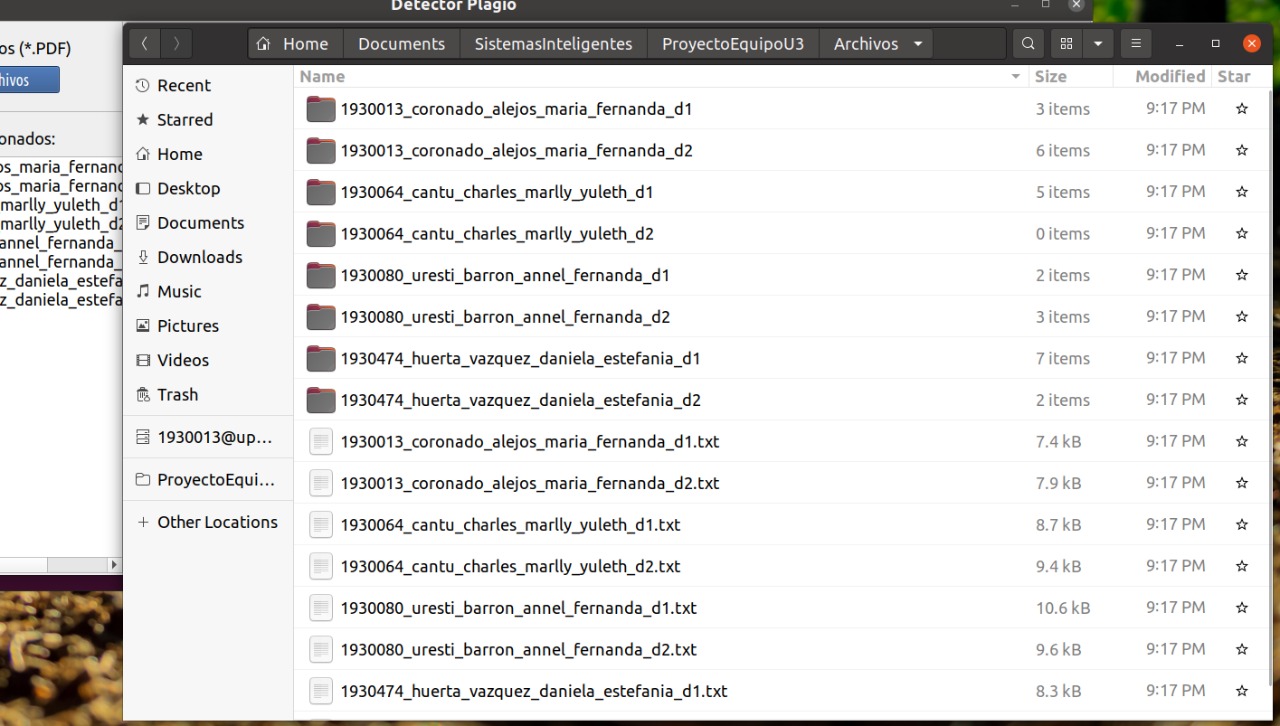 Detector Plagio
os (*.PDF)
hivos
onados:
os_maria_fernanc
os_maria_fernanc
marlly_yuleth_d1
marlly_yuleth_d2
annel_fernanda_
annel_fernanda_
z_daniela_estefa
z_daniela_estefa
Home Documents SistemasInteligentes ProyectoEquipoU3 Archivos
Recent
Starred
Home
Desktop
Documents
Downloads
Music
Pictures
Videos
Trash
1930013@up...
ProyectoEqui...
+ Other Locations
Name Size Modified Star
1930013_coronado_alejos_maria_fernanda_d1 3 items 9:17 PM
1930013_coronado_alejos_maria_fernanda_d2 6 items 9:17 PM
1930064_cantu_charles_marlly_yuleth_d1 5 items 9:17 PM
1930064_cantu_charles_marlly_yuleth_d2 0 items 9:17 PM
1930080_uresti_barron_annel_fernanda_d1 2 items 9:17 PM
1930080_uresti_barron_annel_fernanda_d2 3 items 9:17 PM
1930474_huerta_vazquez_daniela_estefania_d1 7 items 9:17 PM
1930474_huerta_vazquez_daniela_estefania_d2 2 items 9:17 PM
1930013_coronado_alejos_maria_fernanda_d1.txt 7.4 kB 9:17 PM
1930013_coronado_alejos_maria_fernanda_d2.txt 7.9 kB 9:17 PM
1930064_cantu_charles_marlly_yuleth_d1.txt 8.7 kB 9:17 PM
1930064_cantu_charles_marlly_yuleth_d2.txt 9.4 kB 9:17 PM
1930080_uresti_barron_annel_fernanda_d1.txt 10.6 kB 9:17 PM
1930080_uresti_barron_annel_fernanda_d2.txt 9.6 kB 9:17 PM
1930474_huerta_vazquez_daniela_estefania_d1.txt 8.3 kB 9:17 PM